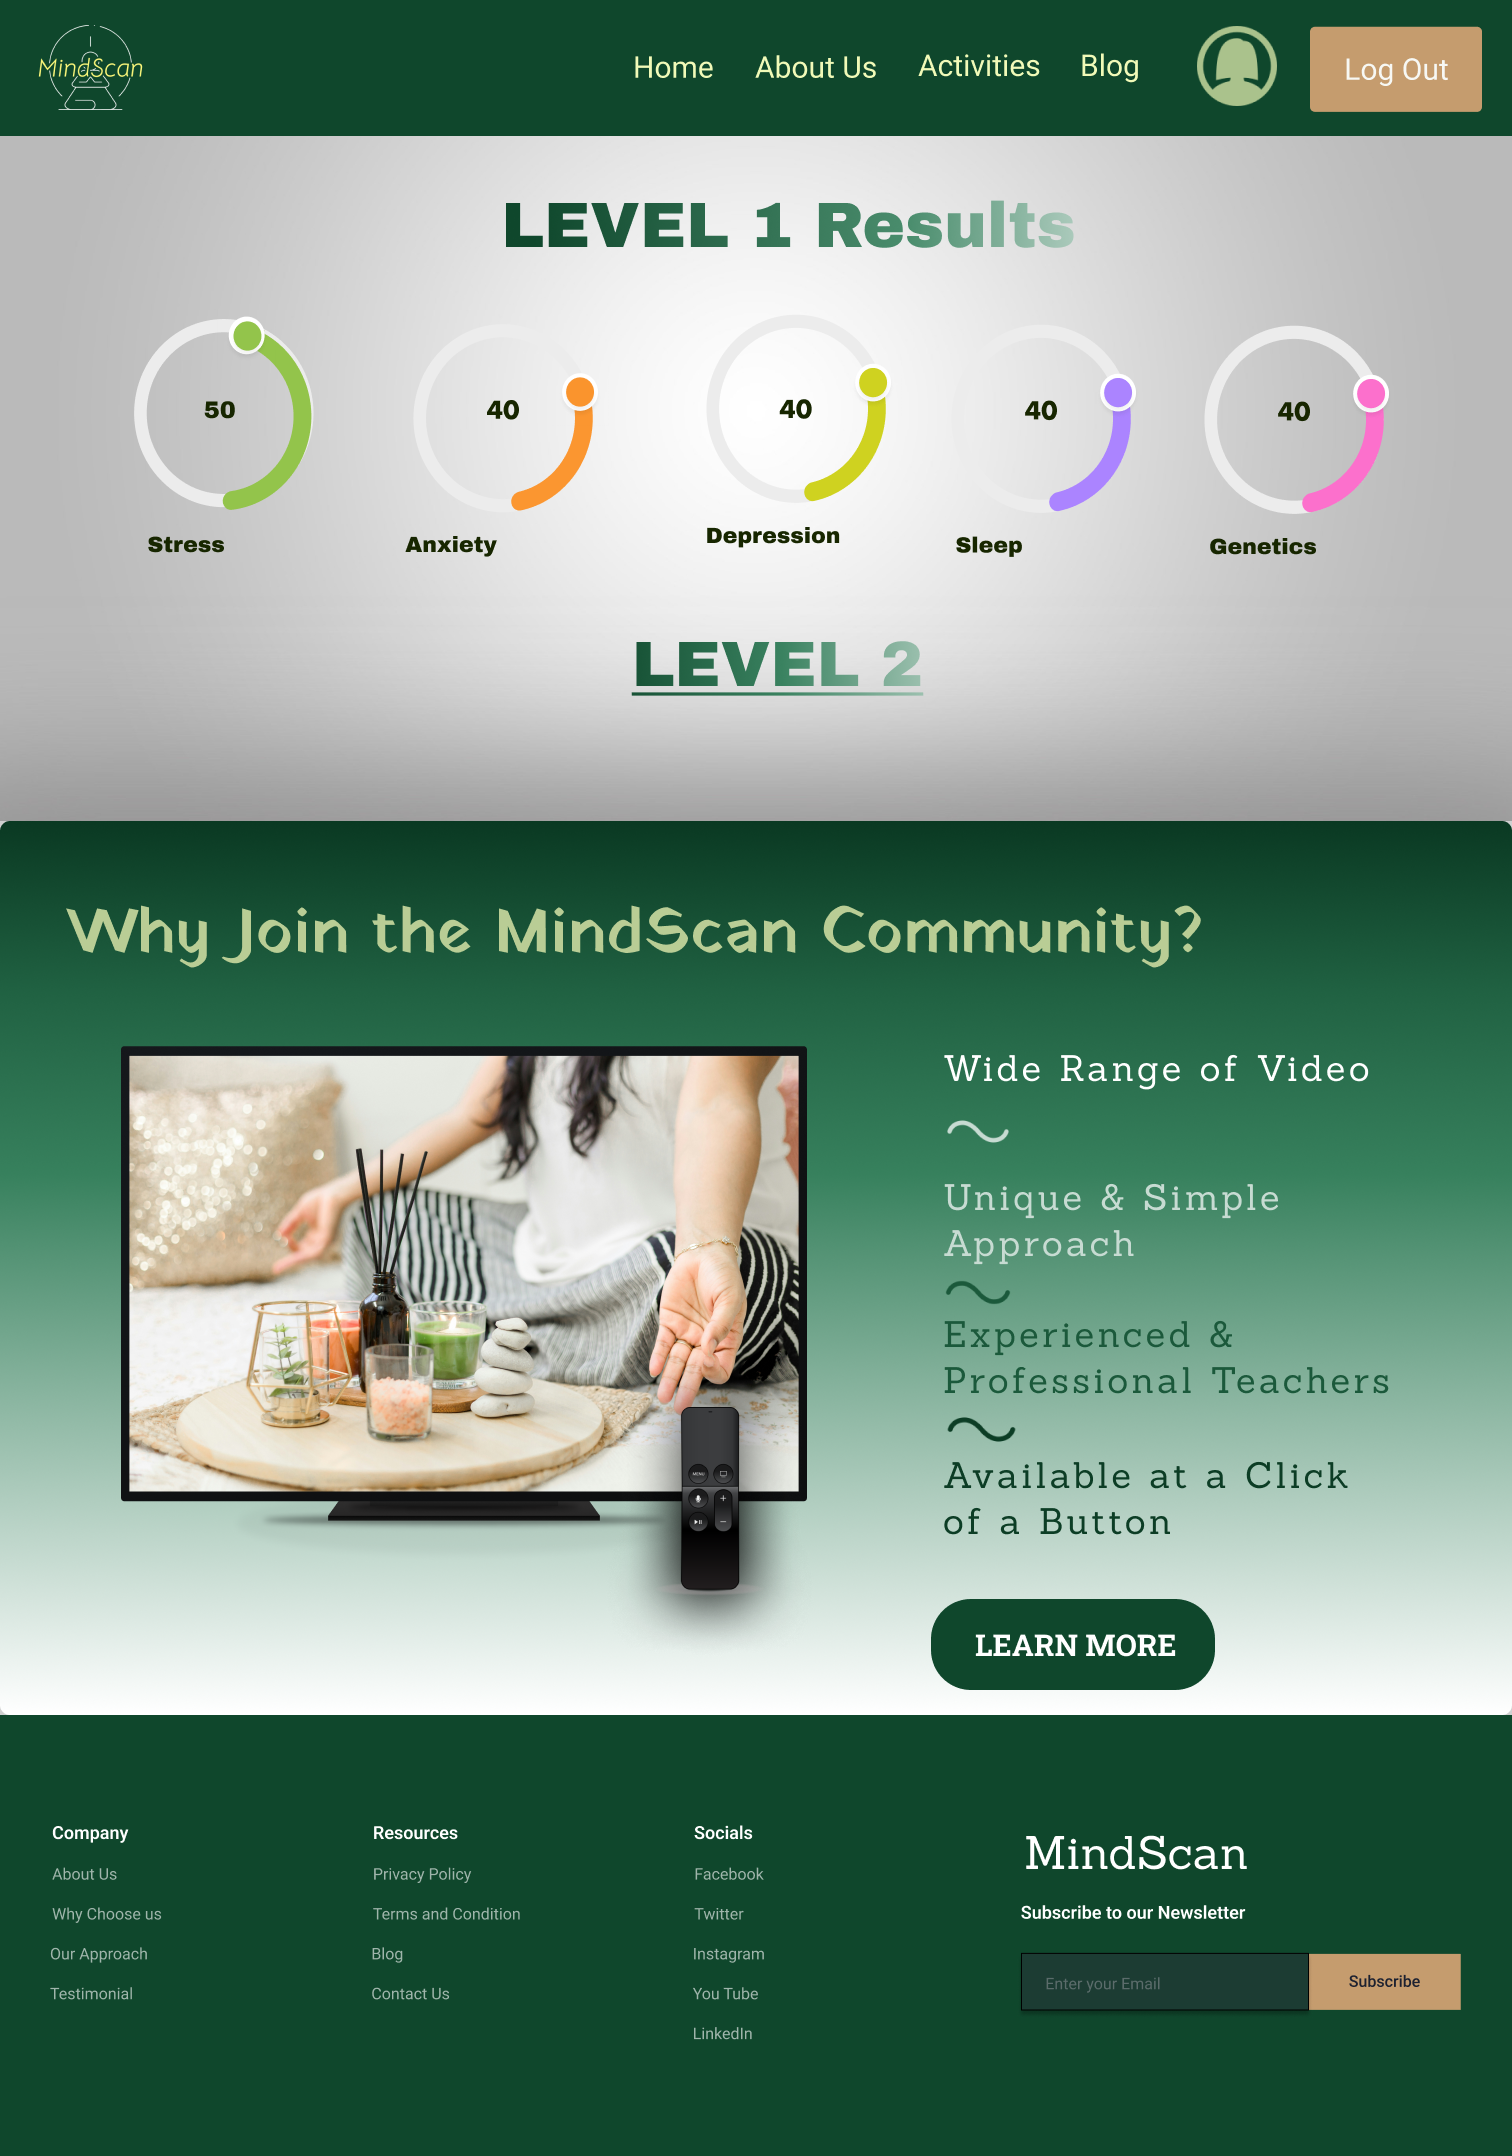 MindScan
Home
About Us
Activities
Blog
Log Out
LEVEL 1 Results
50
40
40
40
40
Stress
Anxiety
Depression
Sleep
Genetics
LEVEL 2
Why Join the MindScan Community?
Wide Range of Video
Unique & Simple
Approach
Experienced &
Professional Teachers
Available at a Click
of a Button
MENU
LEARN MORE
Company
About Us
Why Choose us
Our Approach
Testimonial
Resources
Privacy Policy
Terms and Condition
Blog
Contact Us
Socials
Facebook
Twitter
Instagram
You Tube
LinkedIn
MindScan
Subscribe to our Newsletter
Enter your Email
Subscribe